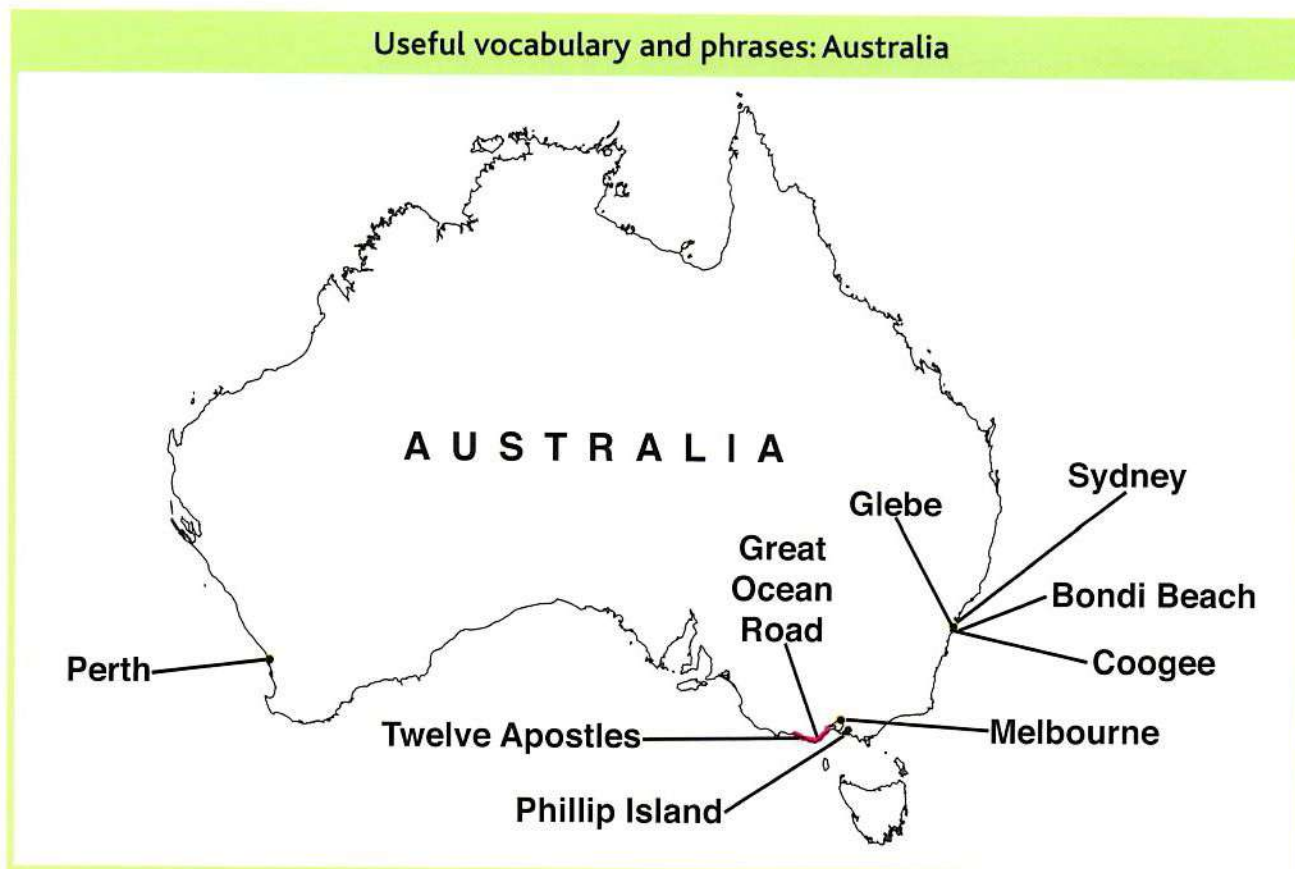 Useful vocabulary and phrases: Australia
AUSTRALIA
Sydney
Glebe
Great
Ocean
Road
Bondi Beach
Coogee
Perth
Twelve Apostles
Melbourne
Phillip Island